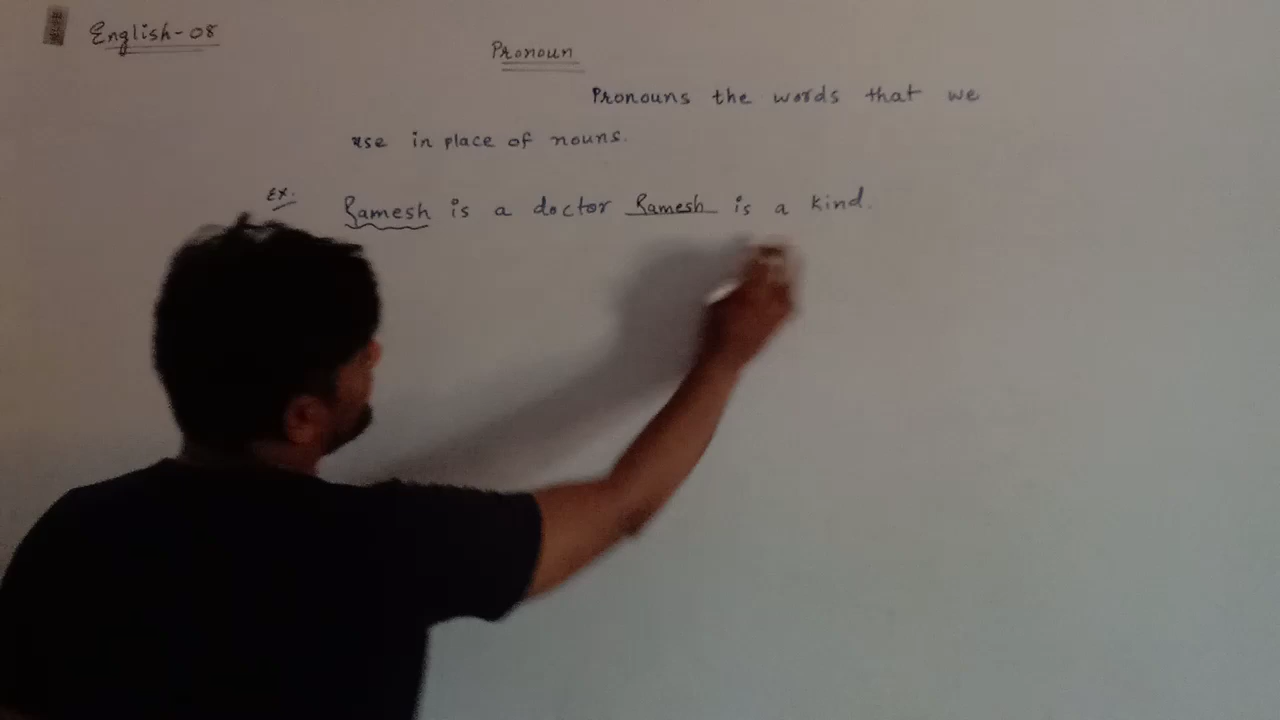 English-08
Pronoun
Pronouns the words that we
use in place of nouns.
Ex.
Ramesh is a doctor Ramesh is a kind.